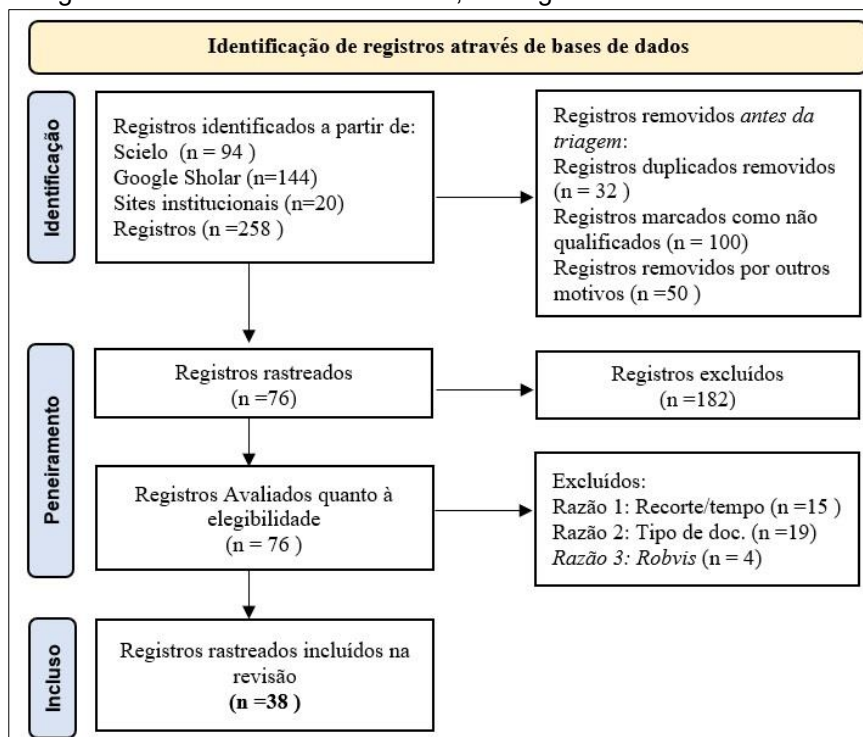 Identificação de registros através de bases de dados
Identificação
Registros identificados a partir de:
Scielo (n = 94 )
Google Sholar (n=144)
Sites institucionais (n=20)
Registros (n =258 )
Registros removidos antes da
triagem:
Registros duplicados removidos
(n = 32 )
Registros marcados como não
qualificados (n = 100)
Registros removidos por outros
motivos (n =50 )
Peneiramento
Registros rastreados
(n =76)
Registros excluídos
(n =182)
Registros Avaliados quanto à
elegibilidade
(n = 76 )
Excluídos:
Razão 1: Recorte/tempo (n =15 )
Razão 2: Tipo de doc. (n =19)
Razão 3: Robvis (n = 4)
Incluso
Registros rastreados incluídos na
revisão
(n =38 )